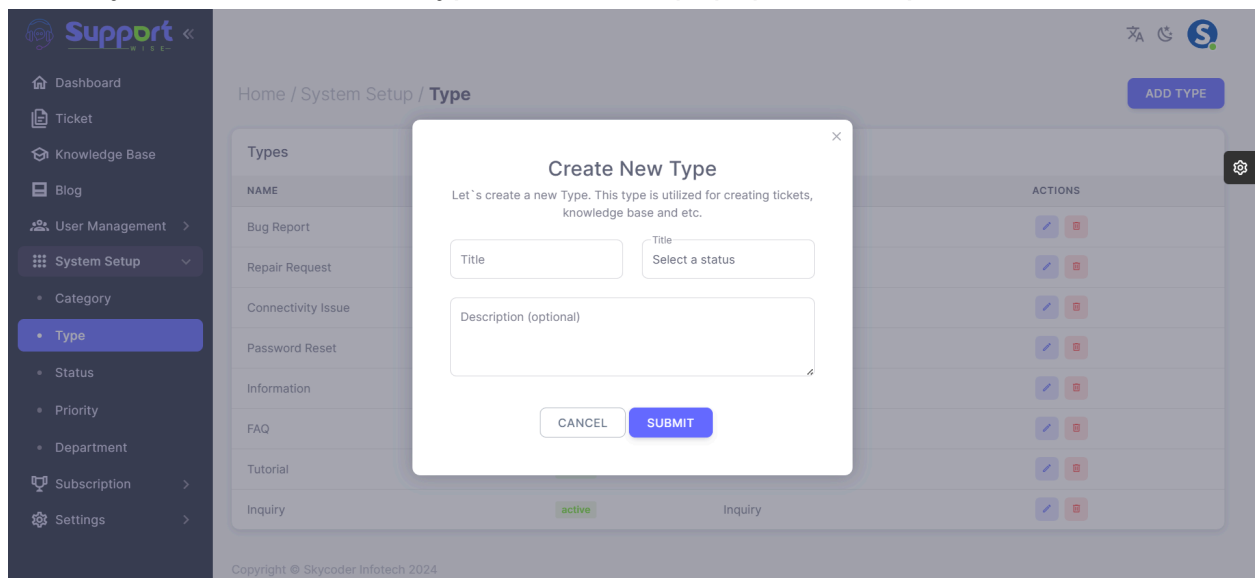 Support
WISE
Dashboard
Home / System Setup / Type
ADD TYPE
Ticket
Knowledge Base
Blog
User Management
System Setup
Category
Type
Status
Priority
Department
Subscription
Settings
Types
NAME
ACTIONS
Bug Report
Repair Request
Connectivity Issue
Password Reset
Information
FAQ
Tutorial
Inquiry active Inquiry
Create New Type
Let`s create a new Type. This type is utilized for creating tickets,
knowledge base and etc.
Title
Title
Select a status
Description (optional)
CANCEL SUBMIT
Copyright © Skycoder Infotech 2024